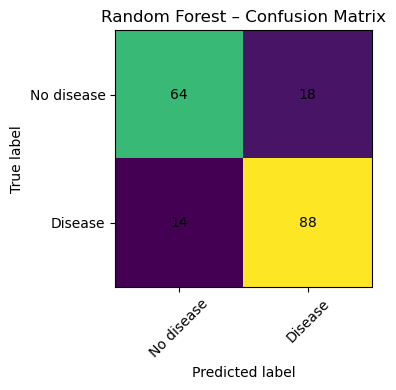 Random Forest – Confusion Matrix
No disease
64
18
True label
Disease
14
88
No disease
Disease
Predicted label